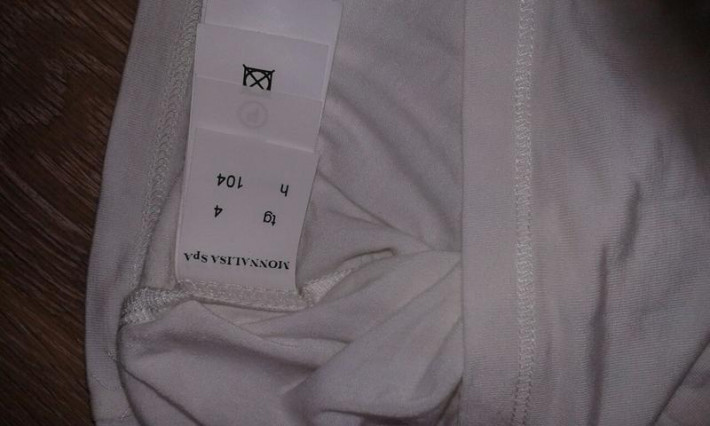 MONNALISA SpA
tg 4
h 104
P